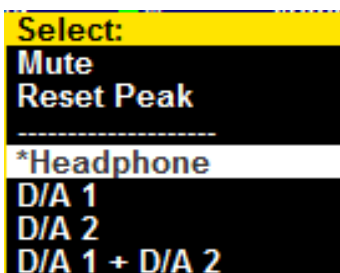 Select:
Mute
Reset Peak
--------------------
*Headphone
D/A 1
D/A 2
D/A 1 + D/A 2